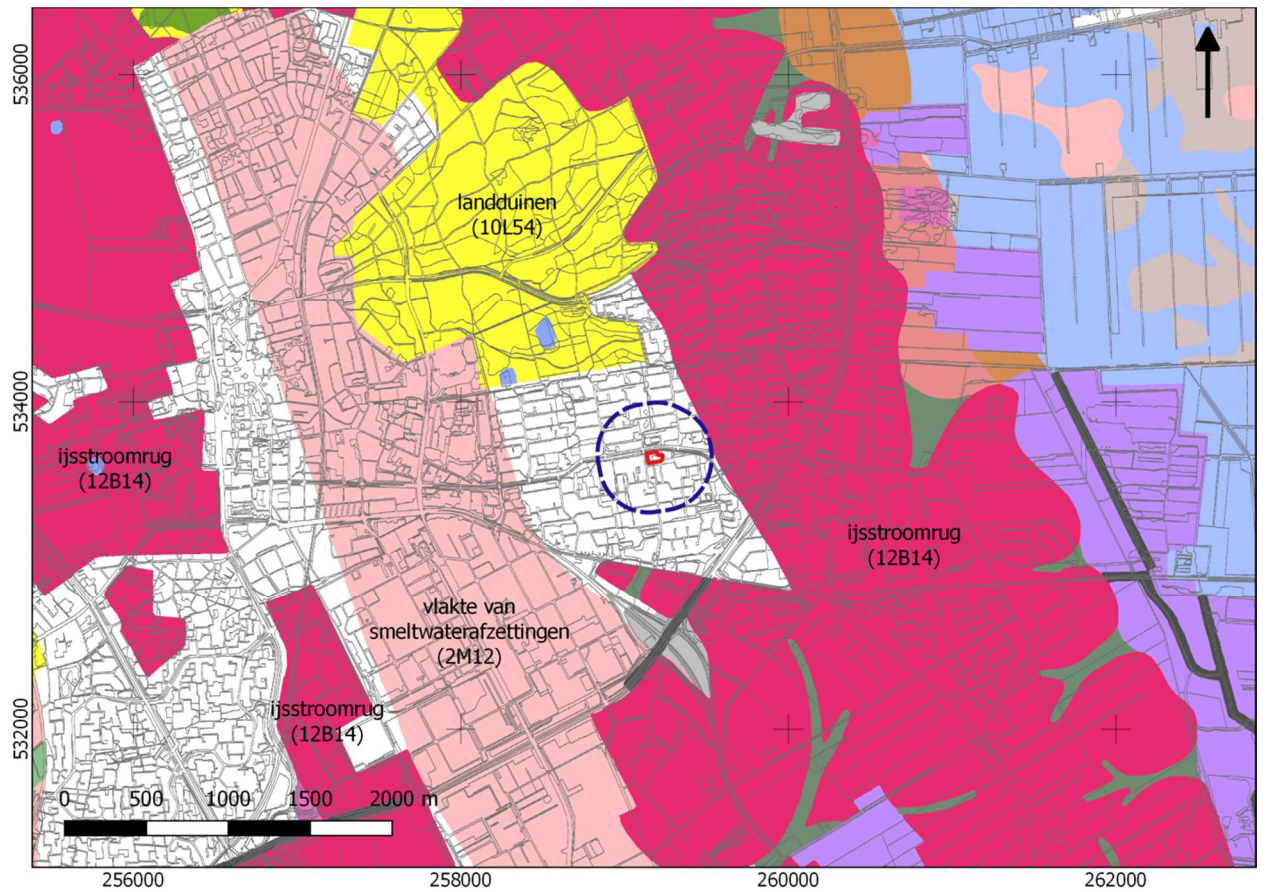 536000
landduinen
(10L54)
534000
ijsstroomrug
(12B14)
ijsstroomrug
(12B14)
vlakte van
smeltwaterafzettingen
(2M12)
532000
ijsstroomrug
(12B14)
0 500 1000 1500 2000 m
256000 258000 260000 262000